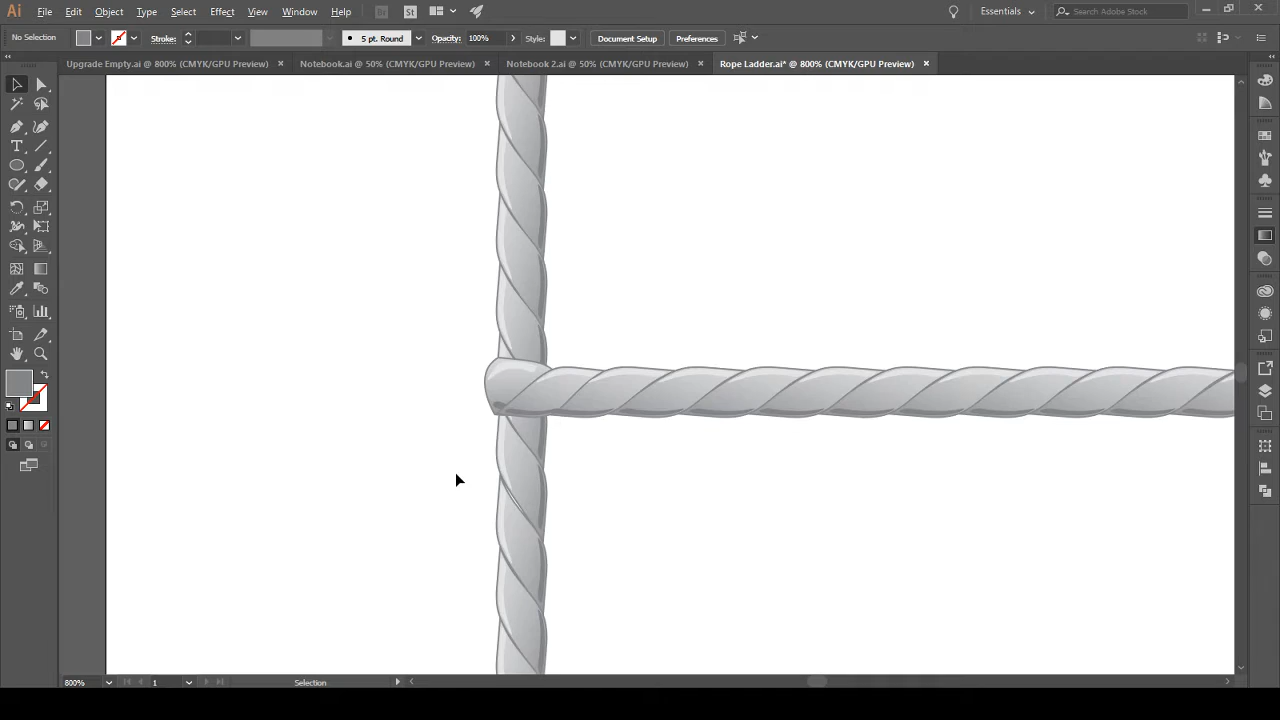 Ai File Edit Object Type Select Effect View Window Help Br St Essentials Search Adobe Stock
No Selection Stroke: 5 pt. Round Opacity: 100% Style: Document Setup Preferences
Upgrade Empty.ai @ 800% (CMYK/GPU Preview) Notebook.ai @ 50% (CMYK/GPU Preview) Notebook 2.ai @ 50% (CMYK/GPU Preview) Rope Ladder.ai* @ 800% (CMYK/GPU Preview)
800% 1 Selection